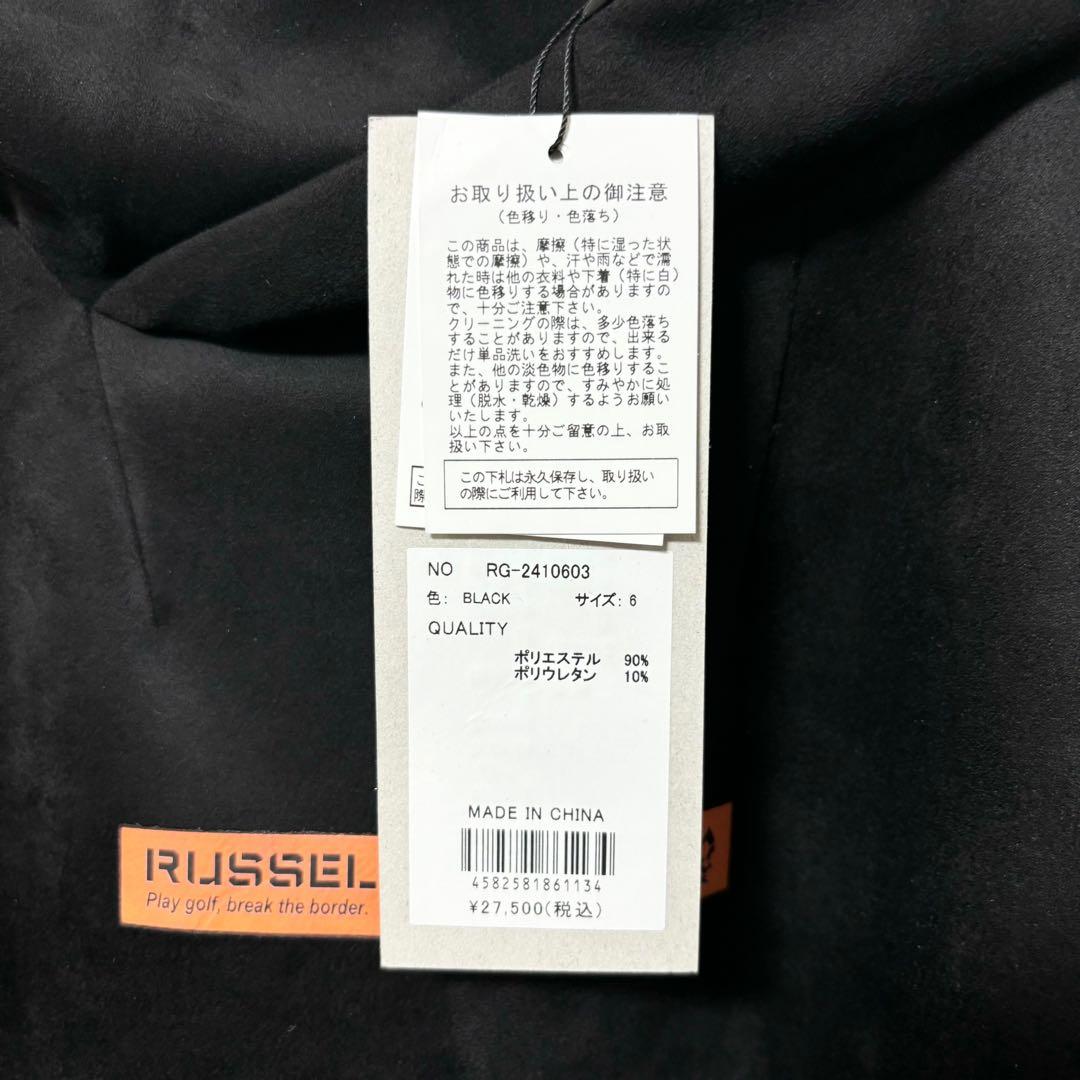 お取り扱い上の御注意
(色移り・色落ち)
この商品は、摩擦(特に湿った状
態での摩擦)や、汗や雨などで濡
れた時は他の衣料や下着(特に白)
物に色移りする場合がありますの
で、十分ご注意下さい。
クリーニングの際は、多少色落ち
することがありますので、出来る
だけ単品洗いをおすすめします。
また、他の淡色物に色移りするこ
とがありますので、すみやかに処
理(脱水・乾燥)するようお願い
いたします。
以上の点を十分ご留意の上、お取
扱い下さい。
この下札は永久保存し、取り扱い
の際にご利用して下さい。
こ
際
NO RG-2410603
色: BLACK サイズ: 6
QUALITY
ポリエステル 90%
ポリウレタン 10%
MADE IN CHINA
4582581861134
¥27,500(税込)
RUSSEL
Play golf, break the border.